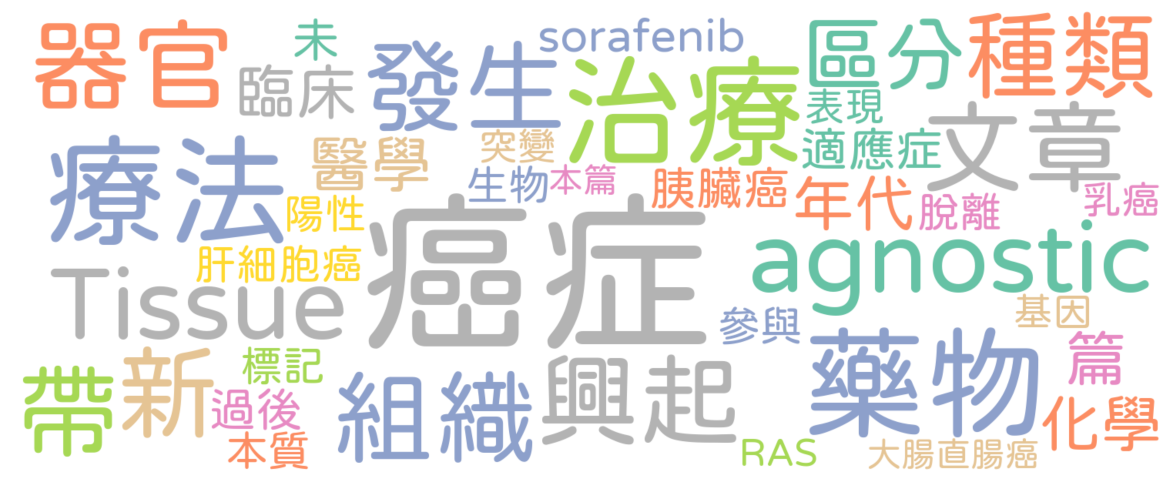 器官
未
臨床
發生
sorafenib
治療
區分
種類
表現
適應症
文章
療法
醫學
突變
生物
本篇
胰臟癌
年代
脫離
乳癌
陽性
肝細胞癌
癌症
agnostic
Tissue
參與
基因
帶
新
標記
過後
本質
組織
興起
藥物
篇
化學
RAS
大腸直腸癌